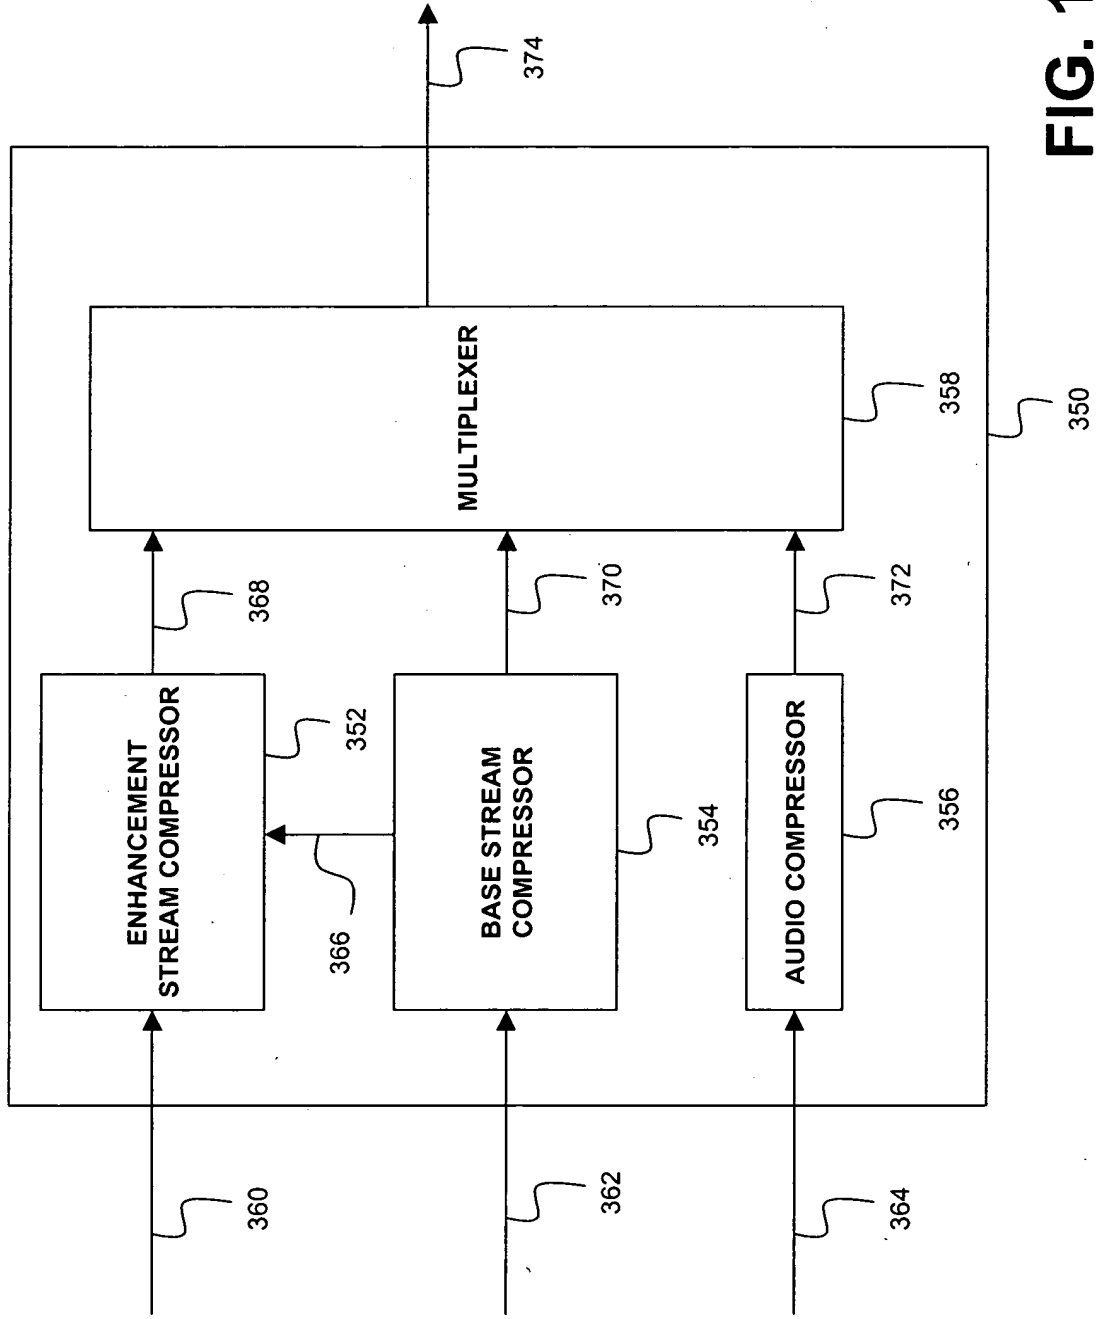 ENHANCEMENT
STREAM COMPRESSOR
360
368
366
352
MULTIPLEXER
BASE STREAM
COMPRESSOR
374
362
370
354
AUDIO COMPRESSOR
364
372
356
358
350
FIG.